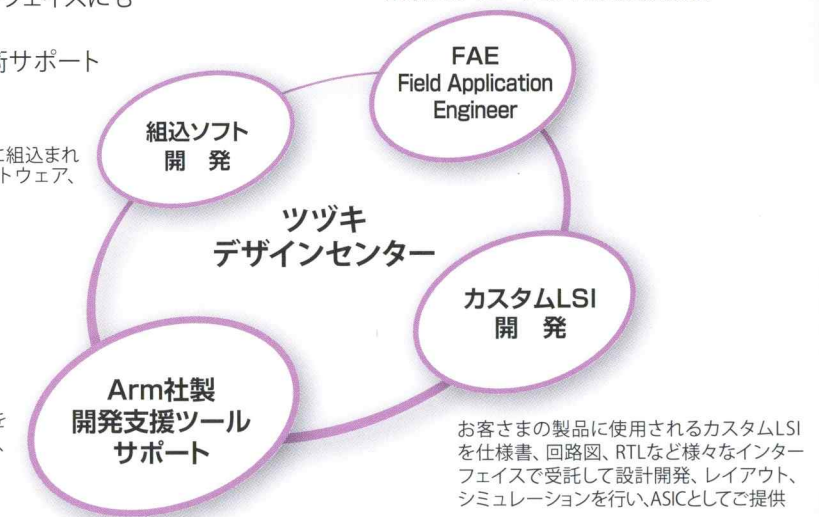 フェイスにも
術サポート
FAE
Field Application
Engineer
組込ソフト
開 発
に組込まれ
トウェア、
ツヅキ
デザインセンター
カスタムLSI
開 発
Arm社製
開発支援ツール
サポート
を
お客さまの製品に使用されるカスタムLSI
を仕様書、回路図、RTLなど様々なインター
フェイスで受託して設計開発、レイアウト、
シミュレーションを行い、ASICとしてご提供